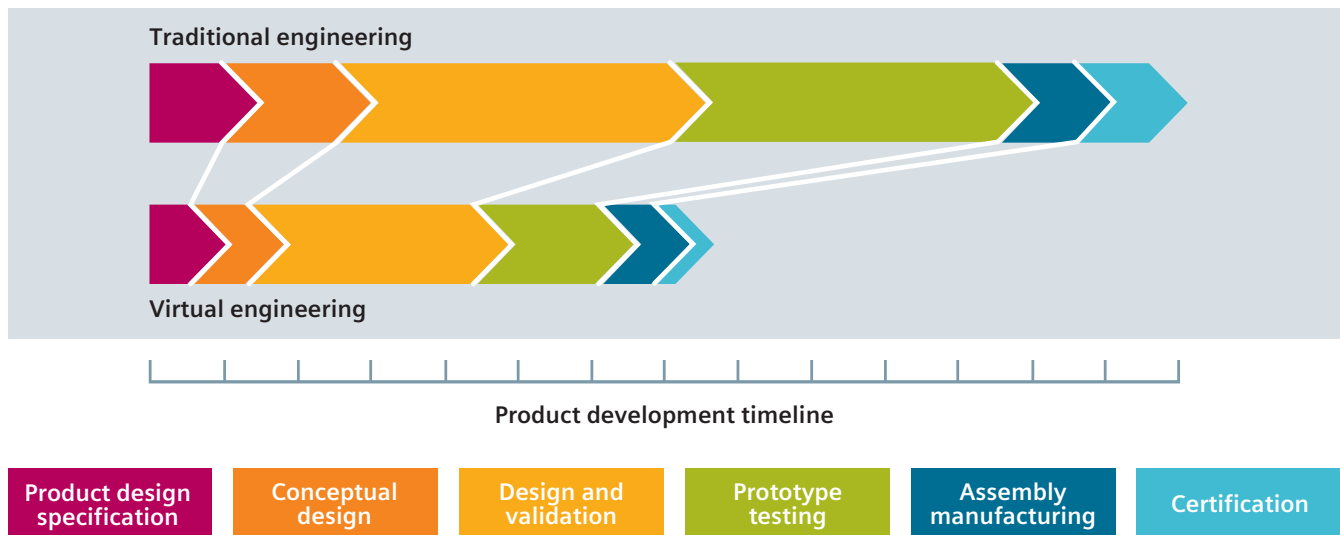 Traditional engineering
Virtual engineering
Product development timeline
Product design
specification
Conceptual
design
Design and
validation
Prototype
testing
Assembly
manufacturing
Certification